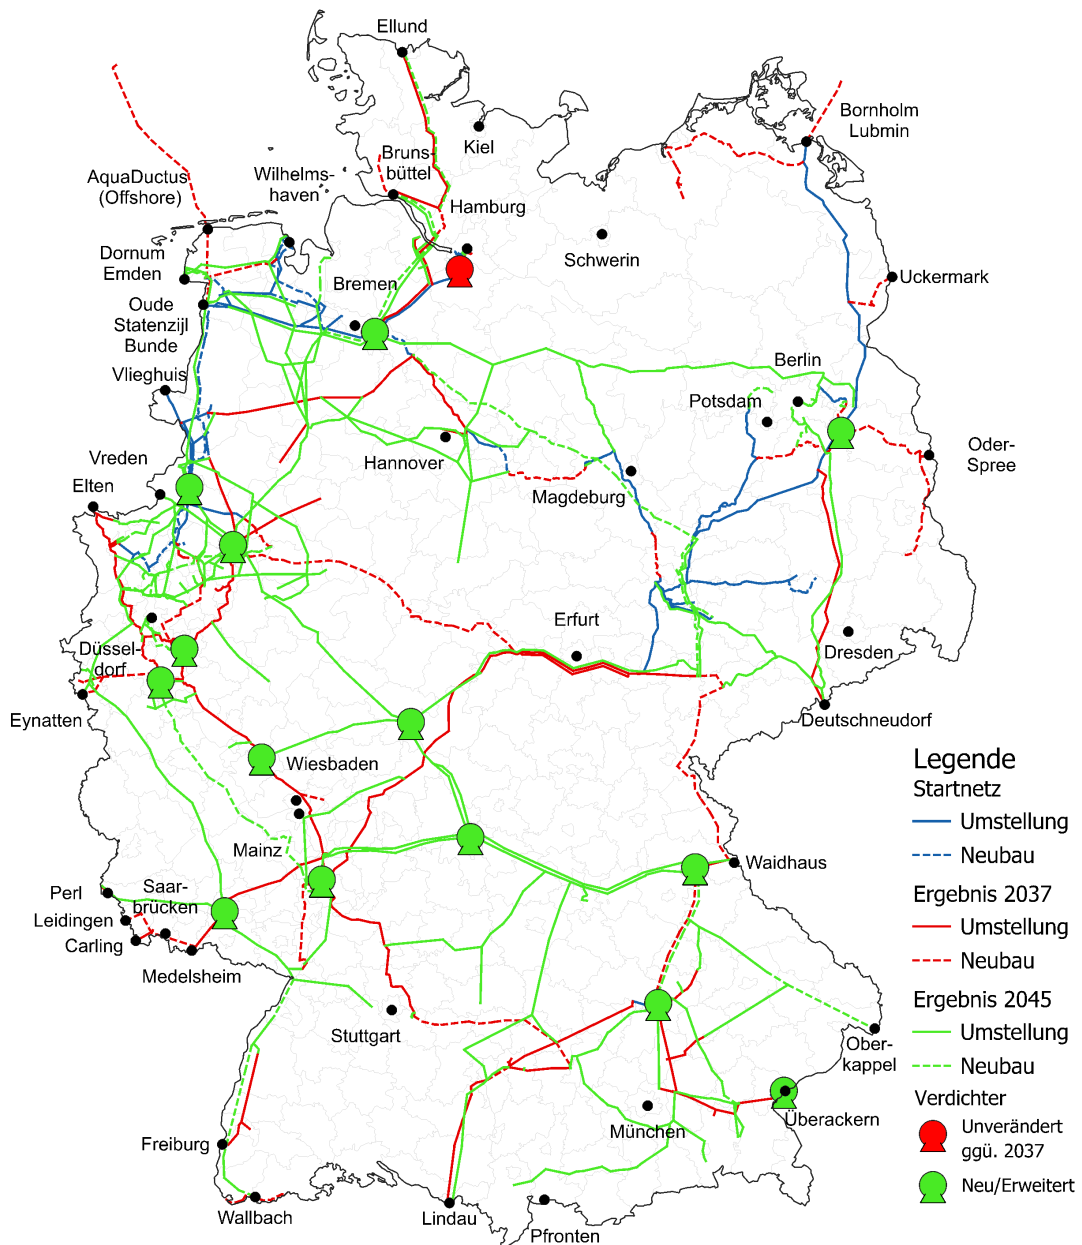 Ellund
Bornholm
Lubmin
Kiel
Bruns-
büttel
AquaDuctus
(Offshore)
Wilhelms-
haven
Hamburg
Schwerin
Dornum
Emden
Bremen
Uckermark
Oude
Statenzijl
Bunde
Vlieghuis
Berlin
Potsdam
Hannover
Vreden
Oder-
Spree
Elten
Magdeburg
Erfurt
Düssel-
dorf
Dresden
Eynatten
Deutschneudorf
Wiesbaden
Mainz
Waidhaus
Perl
Saar-
brücken
Leidingen
Carling
Medelsheim
Stuttgart
Ober-
kappel
Überackern
München
Freiburg
Wallbach
Lindau
Pfronten
Legende
Startnetz
Umstellung
Neubau
Ergebnis 2037
Umstellung
Neubau
Ergebnis 2045
Umstellung
Neubau
Verdichter
Unverändert
ggü. 2037
Neu/Erweitert